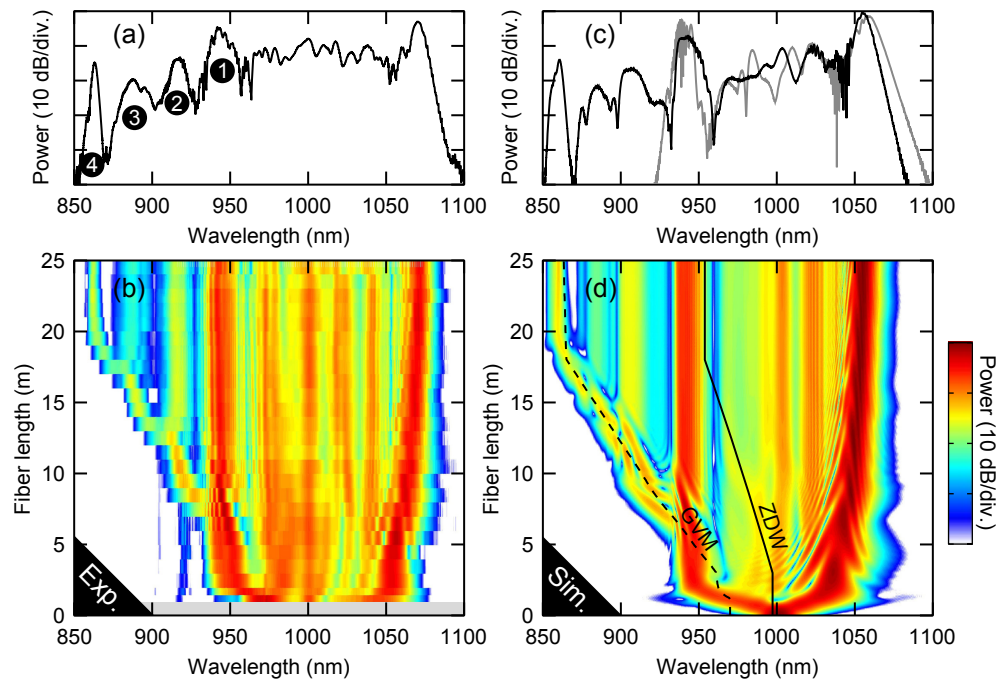 (a)
1
2
3
4
Power (10 dB/div.)
850 900 950 1000 1050 1100
Wavelength (nm)
(c)
Power (10 dB/div.)
850 900 950 1000 1050 1100
Wavelength (nm)
(b)
25
20
15
10
5
0
Fiber length (m)
Exp.
850 900 950 1000 1050 1100
Wavelength (nm)
(d)
25
20
15
10
5
0
Fiber length (m)
GVM
ZDW
Sim.
850 900 950 1000 1050 1100
Wavelength (nm)
Power (10 dB/div.)